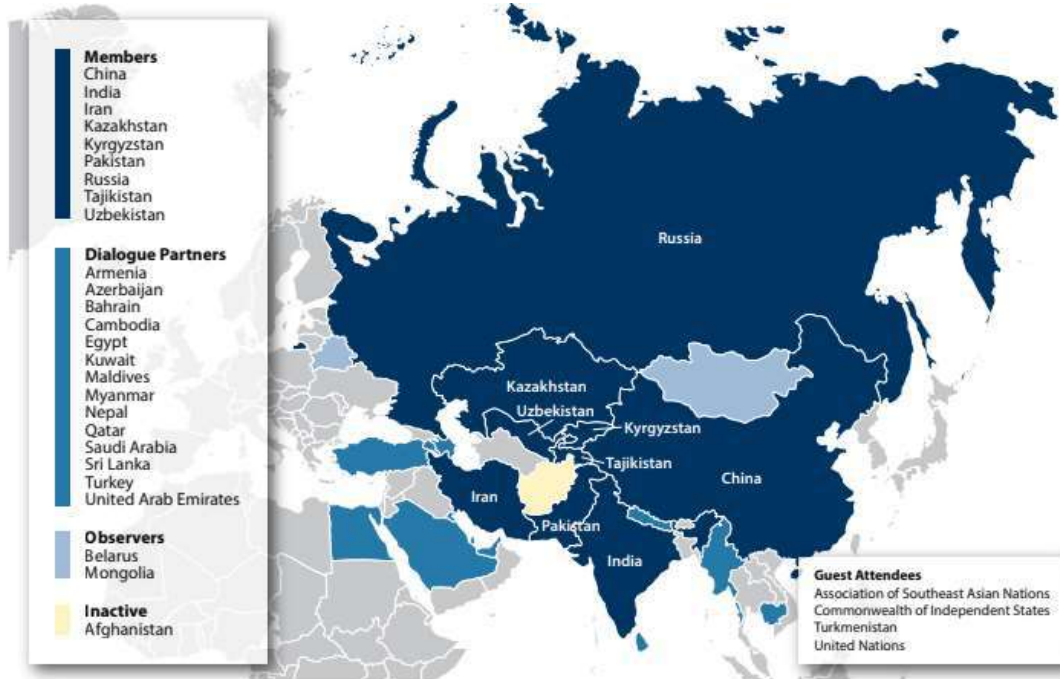 Members
China
India
Iran
Kazakhstan
Kyrgyzstan
Pakistan
Russia
Tajikistan
Uzbekistan
Dialogue Partners
Armenia
Azerbaijan
Bahrain
Cambodia
Egypt
Kuwait
Maldives
Myanmar
Nepal
Qatar
Saudi Arabia
Sri Lanka
Turkey
United Arab Emirates
Observers
Belarus
Mongolia
Inactive
Afghanistan
Russia
Kazakhstan
Uzbekistan
Kyrgyzstan
Tajikistan
China
Iran
Pakistan
India
Guest Attendees
Association of Southeast Asian Nations
Commonwealth of Independent States
Turkmenistan
United Nations